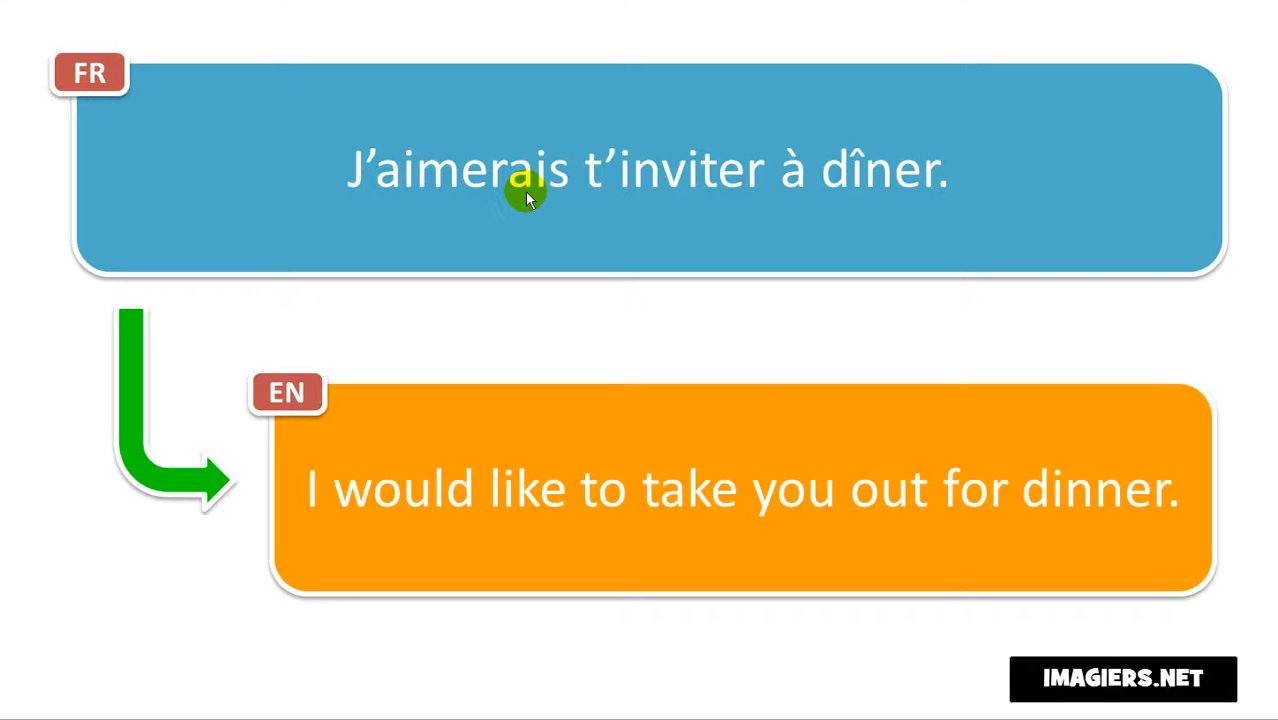 FR
J’aimerais t’inviter à dîner.
EN
I would like to take you out for dinner.
IMAGIERS.NET